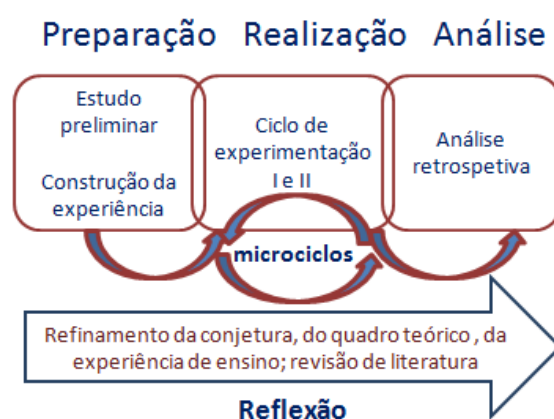 Preparação Realização Análise
Estudo
preliminar
Construção da
experiência
Ciclo de
experimentação
I e II
Análise
retrospetiva
microciclos
Refinamento da conjetura, do quadro teórico , da
experiência de ensino; revisão de literatura
Reflexão